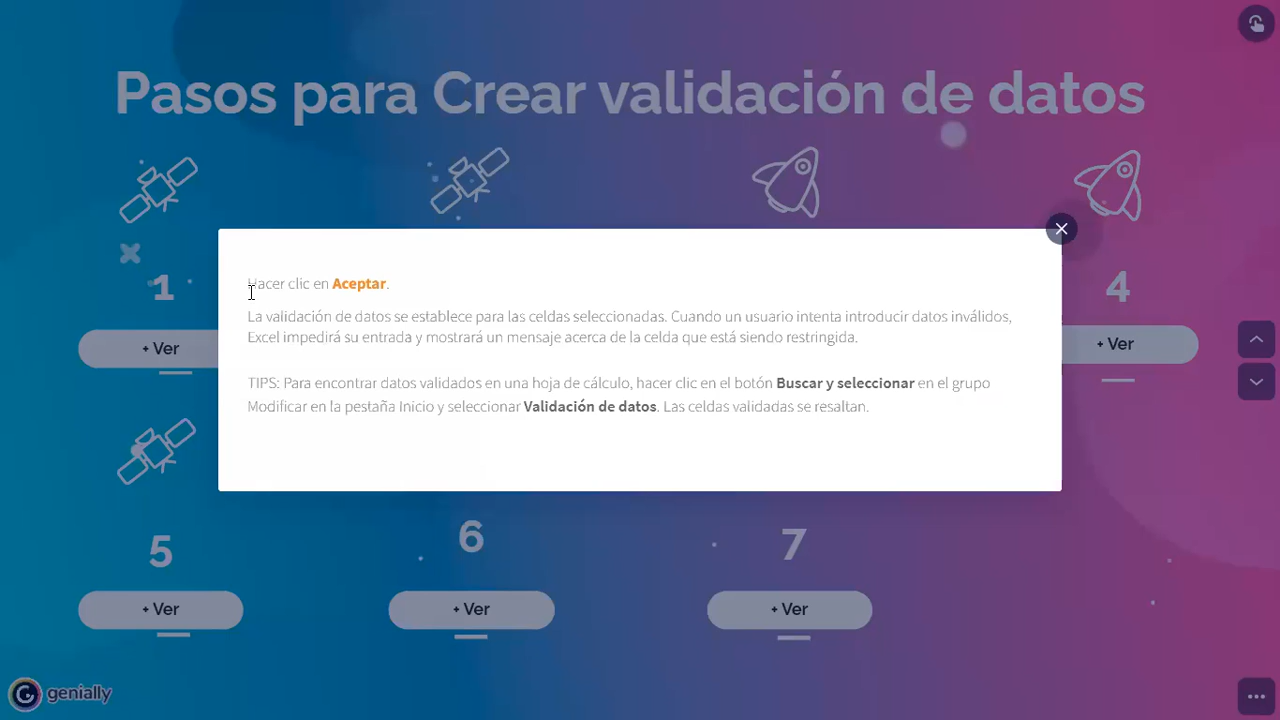 Pasos para Crear validación de datos
1
4
+ Ver
+ Ver
Hacer clic en Aceptar.
La validación de datos se establece para las celdas seleccionadas. Cuando un usuario intenta introducir datos inválidos,
Excel impedirá su entrada y mostrará un mensaje acerca de la celda que está siendo restringida.
TIPS: Para encontrar datos validados en una hoja de cálculo, hacer clic en el botón Buscar y seleccionar en el grupo
Modificar en la pestaña Inicio y seleccionar Validación de datos. Las celdas validadas se resaltan.
5
6
7
+ Ver
+ Ver
+ Ver
genially